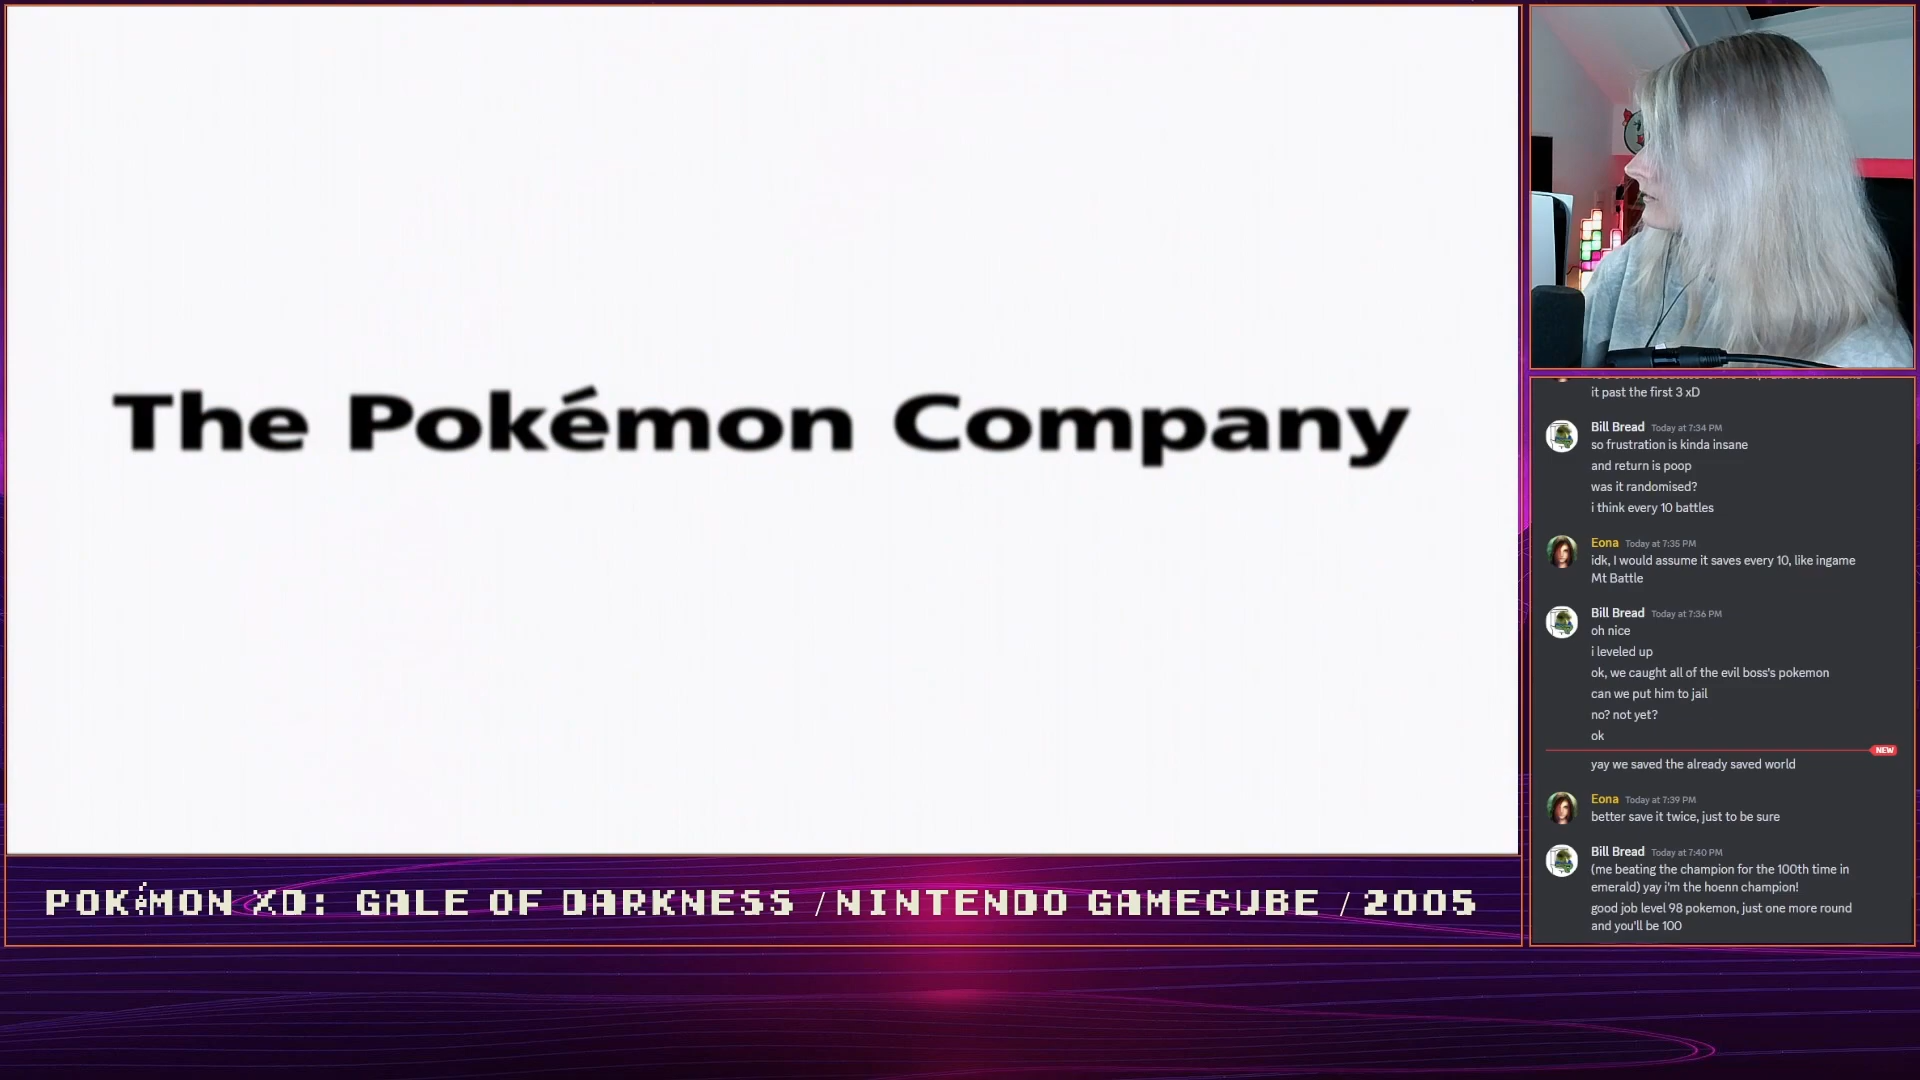 The Pokémon Company
POKéMON XD: GALE OF DARKNESS / NINTENDO GAMECUBE / 2005
it past the first 3 xD
Bill Bread Today at 7:34 PM
so frustration is kinda insane
and return is poop
was it randomised?
i think every 10 battles
Eona Today at 7:35 PM
idk, I would assume it saves every 10, like ingame
Mt Battle
Bill Bread Today at 7:36 PM
oh nice
i leveled up
ok, we caught all of the evil boss's pokemon
can we put him to jail
no? not yet?
ok
NEW
yay we saved the already saved world
Eona Today at 7:39 PM
better save it twice, just to be sure
Bill Bread Today at 7:40 PM
(me beating the champion for the 100th time in
emerald) yay i'm the hoenn champion!
good job level 98 pokemon, just one more round
and you'll be 100